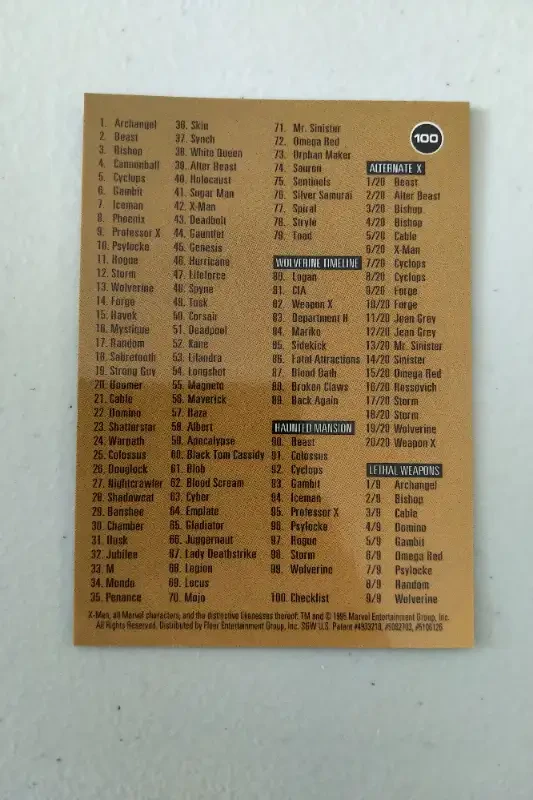 1. Archangel
2. Beast
3. Bishop
4. Cannonball
5. Cyclops
6. Gambit
7. Iceman
8. Phoenix
9. Professor X
10. Psylocke
11. Rogue
12. Storm
13. Wolverine
14. Forge
15. Havok
16. Mystique
17. Random
18. Sabretooth
19. Strong Guy
20. Boomer
21. Cable
22. Domino
23. Shatterstar
24. Warpath
25. Colossus
26. Douglock
27. Nightcrawler
28. Shadowcat
29. Banshee
30. Chamber
31. Husk
32. Jubilee
33. M
34. Mondo
35. Penance
36. Skin
37. Synch
38. White Queen
39. Alter Beast
40. Holocaust
41. Sugar Man
42. X-Man
43. Deadbolt
44. Gauntlet
45. Genesis
46. Hurricane
47. Lifeforce
48. Spyne
49. Tusk
50. Corsair
51. Deadpool
52. Kane
53. Lilandra
54. Longshot
55. Magneto
56. Maverick
57. Raza
58. Albert
59. Apocalypse
60. Black Tom Cassidy
61. Blob
62. Blood Scream
63. Cyber
64. Emplate
65. Gladiator
66. Juggernaut
67. Lady Deathstrike
68. Legion
69. Locus
70. Mojo
71. Mr. Sinister
72. Omega Red
73. Orphan Maker
74. Sauron
75. Sentinels
76. Silver Samurai
77. Spiral
78. Stryfe
79. Toad
WOLVERINE TIMELINE
80. Logan
81. CIA
82. Weapon X
83. Department H
84. Mariko
85. Sidekick
86. Fatal Attractions
87. Blood Bath
88. Broken Claws
89. Back Again
HAUNTED MANSION
90. Beast
91. Colossus
92. Cyclops
93. Gambit
94. Iceman
95. Professor X
96. Psylocke
97. Rogue
98. Storm
99. Wolverine
100. Checklist
100
ALTERNATE X
1/20 Beast
2/20 Alter Beast
3/20 Bishop
4/20 Bishop
5/20 Cable
6/20 X-Man
7/20 Cyclops
8/20 Cyclops
9/20 Forge
10/20 Forge
11/20 Jean Grey
12/20 Jean Grey
13/20 Mr. Sinister
14/20 Sinister
15/20 Omega Red
16/20 Rossovich
17/20 Storm
18/20 Storm
19/20 Wolverine
20/20 Weapon X
LETHAL WEAPONS
1/9 Archangel
2/9 Bishop
3/9 Cable
4/9 Domino
5/9 Gambit
6/9 Omega Red
7/9 Psylocke
8/9 Random
9/9 Wolverine
X-Men, all Marvel characters, and the distinctive likenesses thereof: TM and © 1995 Marvel Entertainment Group, Inc.
All Rights Reserved. Distributed by Fleer Entertainment Group, Inc. SGW U.S. Patent #4933218, #5082703, #5106126